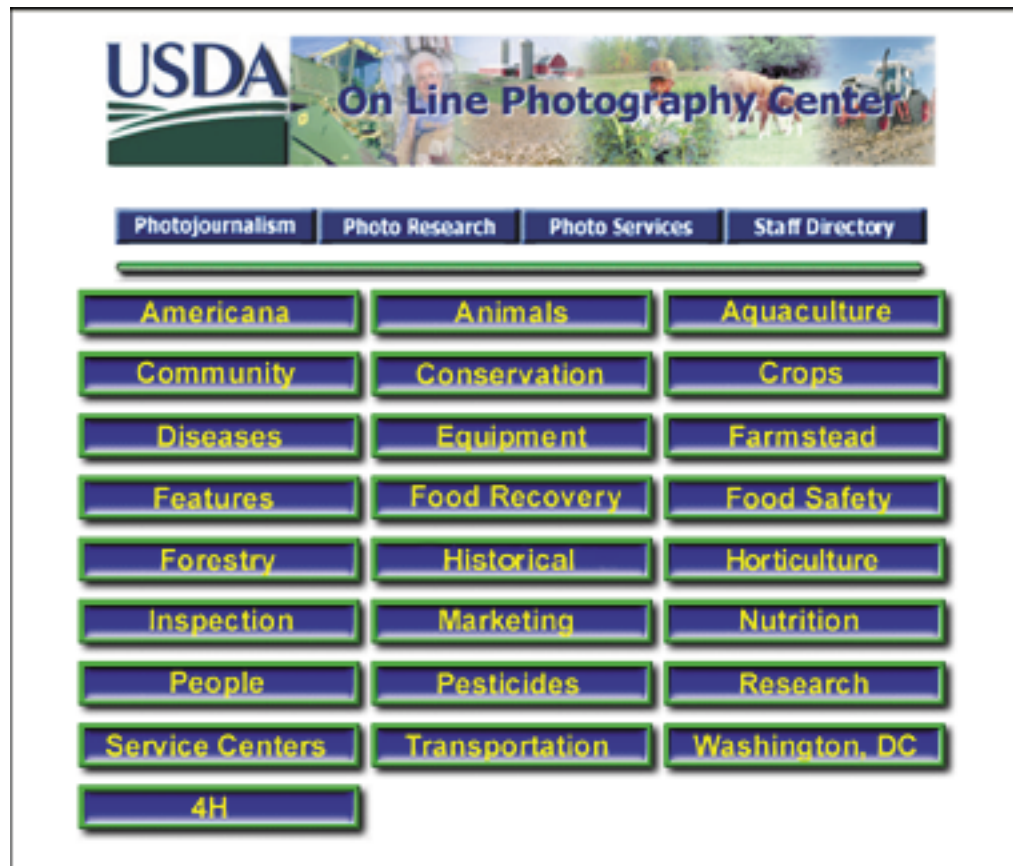 USDA
On Line Photography Center
Photojournalism Photo Research Photo Services Staff Directory
Americana Animals Aquaculture
Community Conservation Crops
Diseases Equipment Farmstead
Features Food Recovery Food Safety
Forestry Historical Horticulture
Inspection Marketing Nutrition
People Pesticides Research
Service Centers Transportation Washington, DC
4H